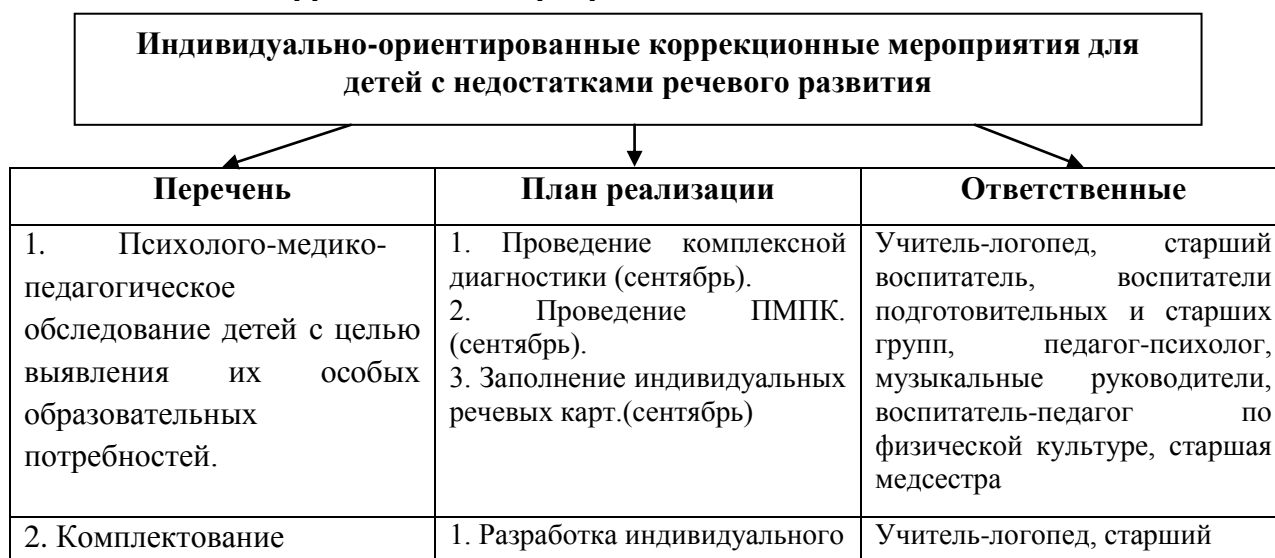 Индивидуально-ориентированные коррекционные мероприятия для
детей с недостатками речевого развития
Перечень
План реализации
Ответственные
1. Психолого-медико-
педагогическое
обследование детей с целью
выявления их особых
образовательных
потребностей.
1. Проведение комплексной
диагностики (сентябрь).
2. Проведение ПМПК.
(сентябрь).
3. Заполнение индивидуальных
речевых карт.(сентябрь)
Учитель-логопед, старший
воспитатель, воспитатели
подготовительных и старших
групп, педагог-психолог,
музыкальные руководители,
воспитатель-педагог по
физической культуре, старшая
медсестра
2. Комплектование
1. Разработка индивидуального
Учитель-логопед, старший